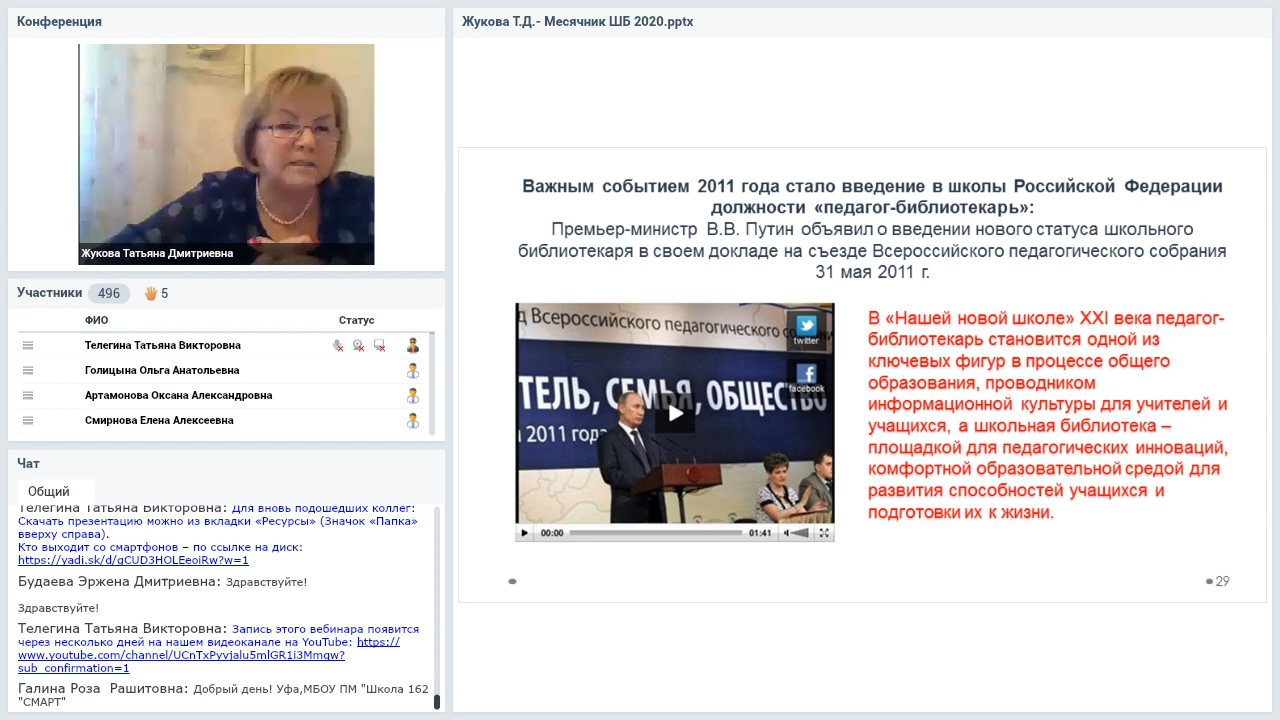 Конференция
Жукова Татьяна Дмитриевна
Участники 496 5
ФИО Статус
Телегина Татьяна Викторовна
Голицына Ольга Анатольевна
Артамонова Оксана Александровна
Смирнова Елена Алексеевна
Чат
Общий
Телегина Татьяна Викторовна: Для вновь подошедших коллег:
Скачать презентацию можно из вкладки «Ресурсы» (Значок «Папка»
вверху справа).
Кто выходит со смартфонов – по ссылке на диск:
https://yadi.sk/d/gCUD3HOLEeoiRw?w=1
Будаева Эржена Дмитриевна: Здравствуйте!
Здравствуйте!
Телегина Татьяна Викторовна: Запись этого вебинара появится
через несколько дней на нашем видеоканале на YouTube: https://
www.youtube.com/channel/UCnTxPyvjalu5mlGR1i3Mmqw?
sub_confirmation=1
Галина Роза Рашитовна: Добрый день! Уфа,МБОУ ПМ "Школа 162
"СМАРТ"
Жукова Т.Д.- Месячник ШБ 2020.pptx
Важным событием 2011 года стало введение в школы Российской Федерации
должности «педагог-библиотекарь»:
Премьер-министр В.В. Путин объявил о введении нового статуса школьного
библиотекаря в своем докладе на съезде Всероссийского педагогического собрания
31 мая 2011 г.
д Всероссийского педагогического собрани
twitter
facebook
ТЕЛЬ, СЕМЬЯ, ОБЩЕСТВО
2011 года
00:00 01:41
В «Нашей новой школе» XXI века педагог-
библиотекарь становится одной из
ключевых фигур в процессе общего
образования, проводником
информационной культуры для учителей и
учащихся, а школьная библиотека –
площадкой для педагогических инноваций,
комфортной образовательной средой для
развития способностей учащихся и
подготовки их к жизни.
29